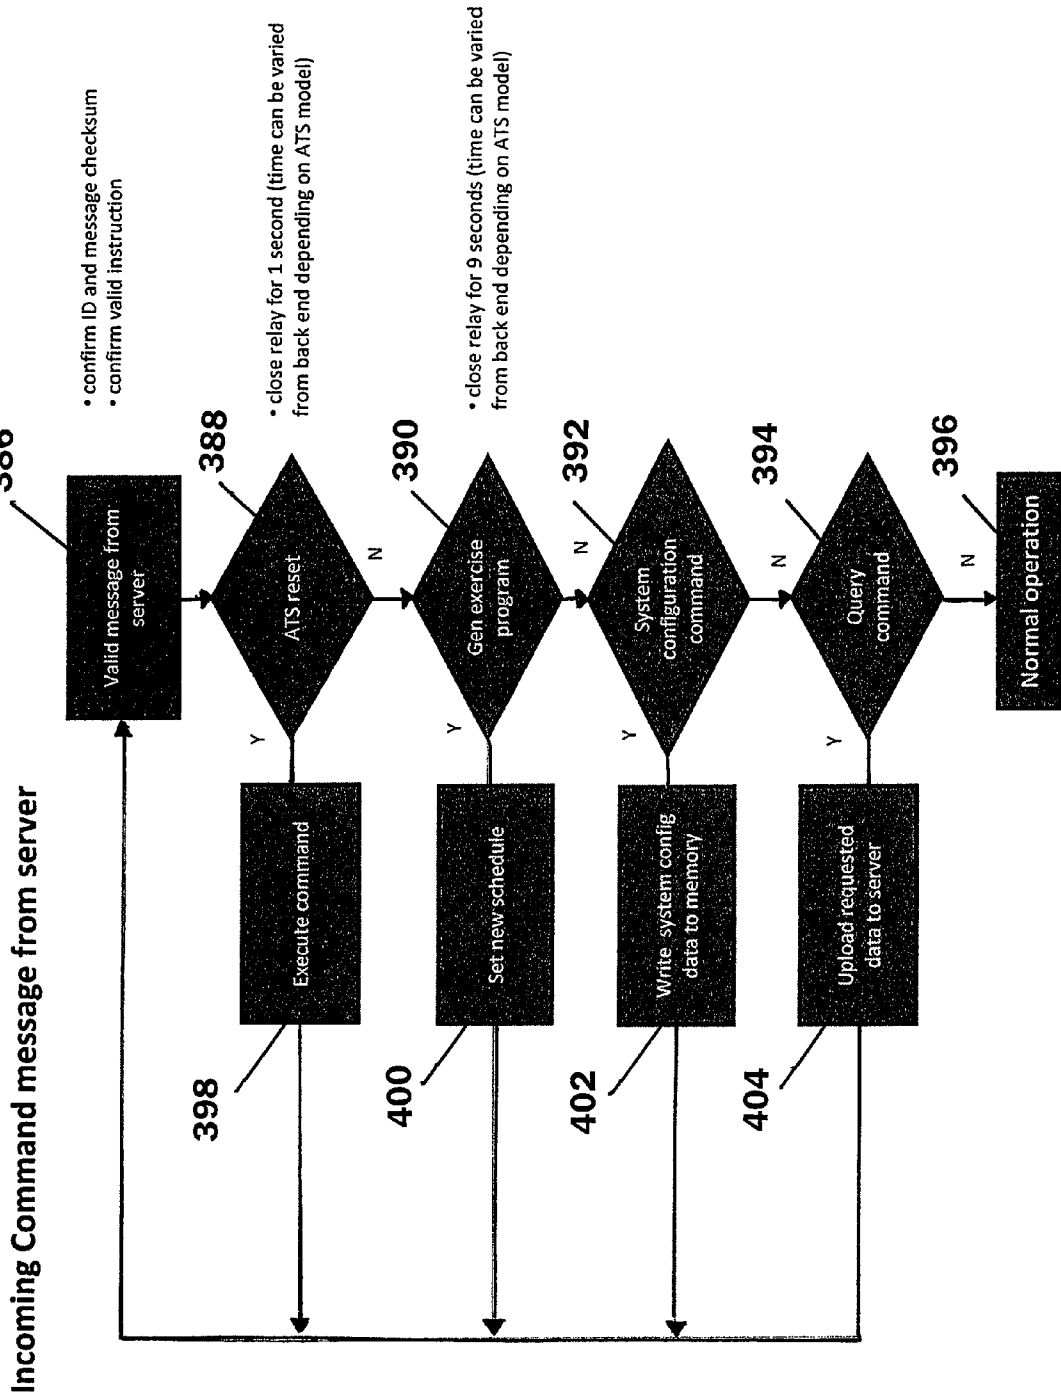 Incoming Command message from server
386
Valid message from
server
• confirm ID and message checksum
• confirm valid instruction
388
ATS reset
• close relay for 1 second (time can be varied
from back end depending on ATS model)
Y
N
398
Execute command
390
Gen exercise
program
• close relay for 9 seconds (time can be varied
from back end depending on ATS model)
Y
N
400
Set new schedule
392
System
configuration
command
Y
N
402
Write system config
data to memory
394
Query
command
Y
N
404
Upload requested
data to server
396
Normal operation